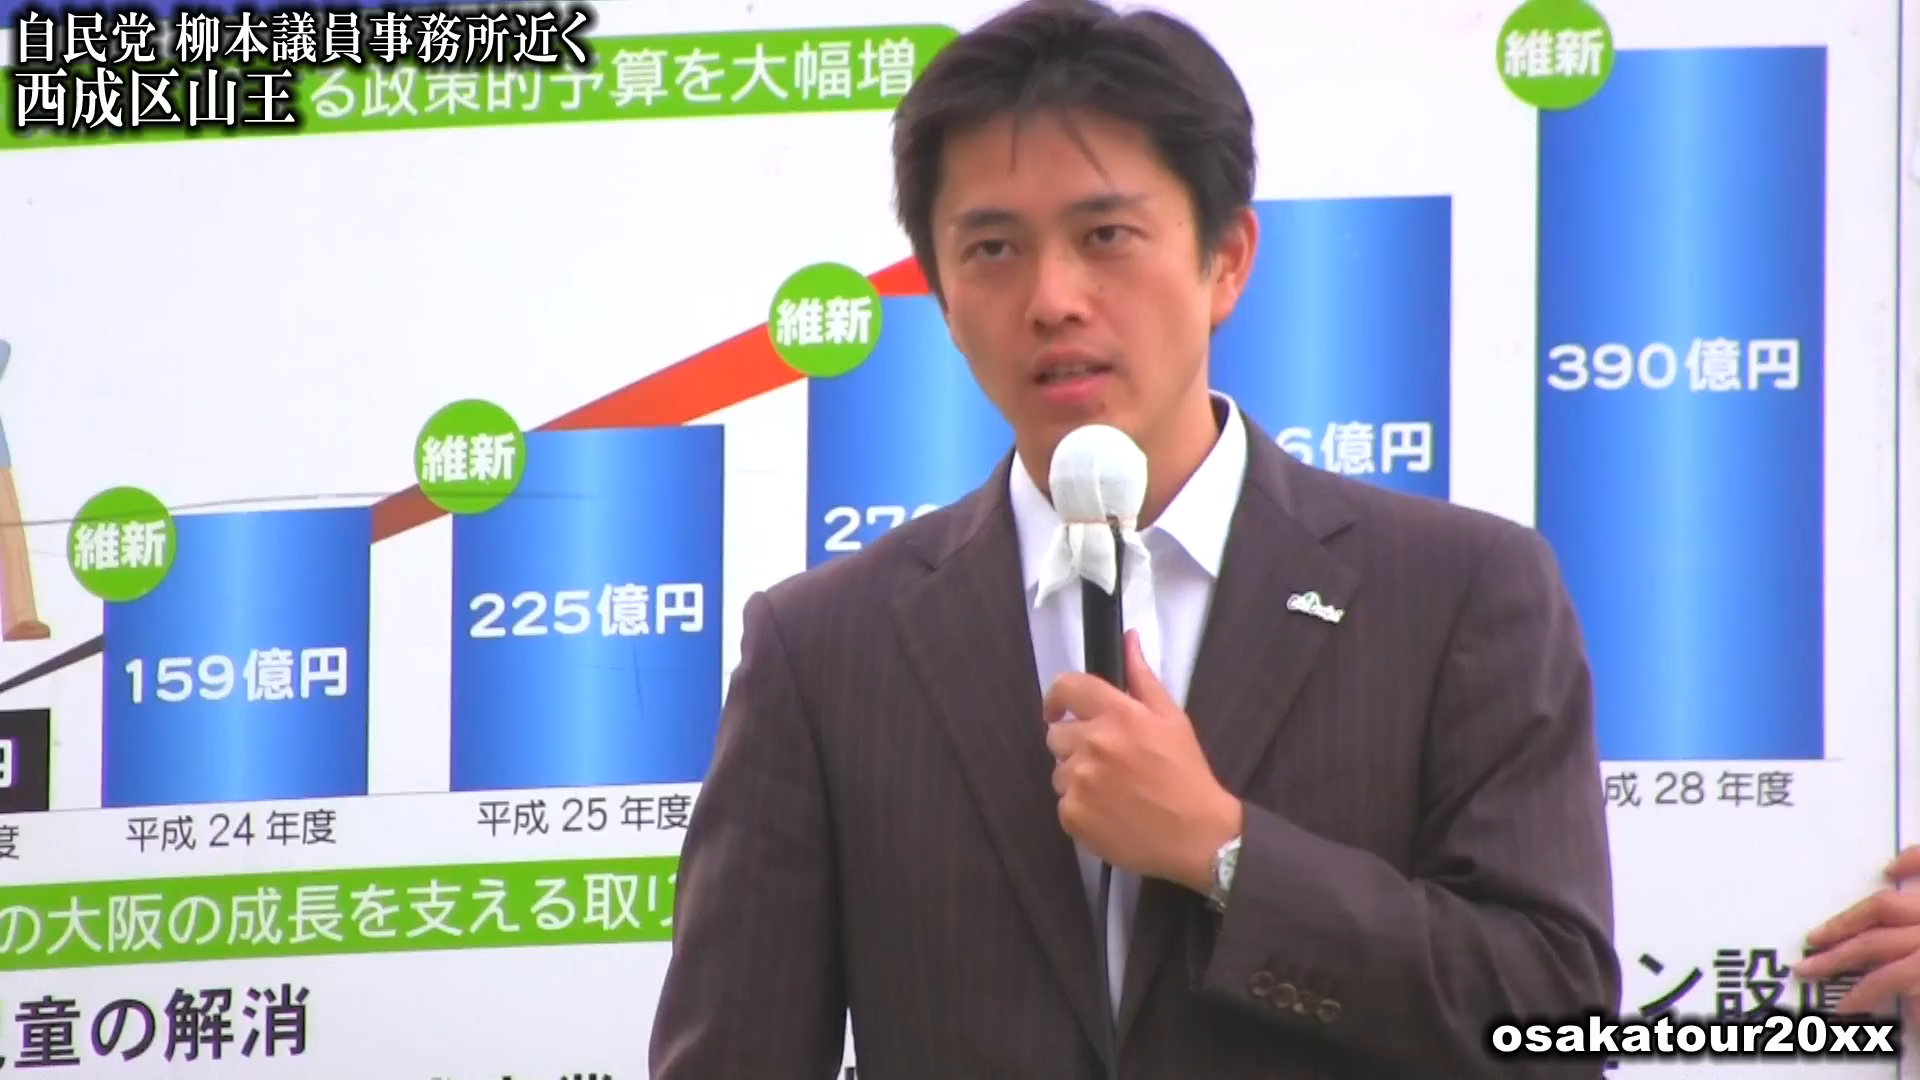 自民党 柳本議員事務所近く
西成区山王
る政策的予算を大幅増
維新
維新
維新
維新
390億円
6億円
27
225億円
159億円
円
度
平成 24 年度
平成 25 年度
成 28 年度
の大阪の成長を支える取り
童の解消
ン設置
osakatour20xx